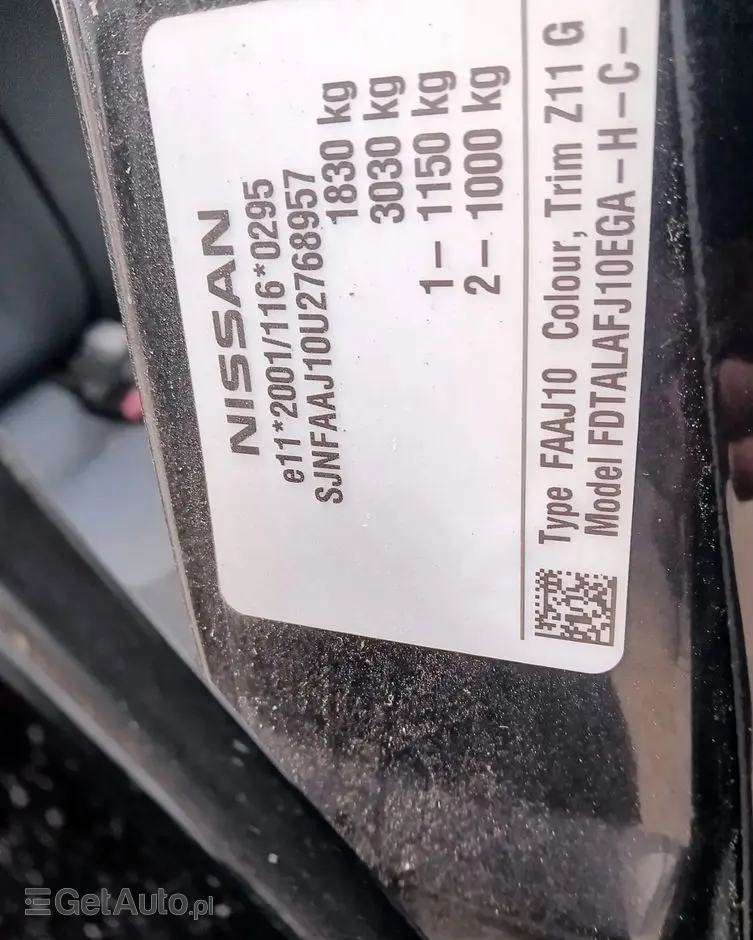 NISSAN
e11*2001/116*0295
SJNFAAJ10U2768957
1830 kg
3030 kg
1– 1150 kg
2– 1000 kg
Type FAAJ10 Colour, Trim Z11 G
Model FDTALAFJ10EGA – H – C –
GetAuto.pl